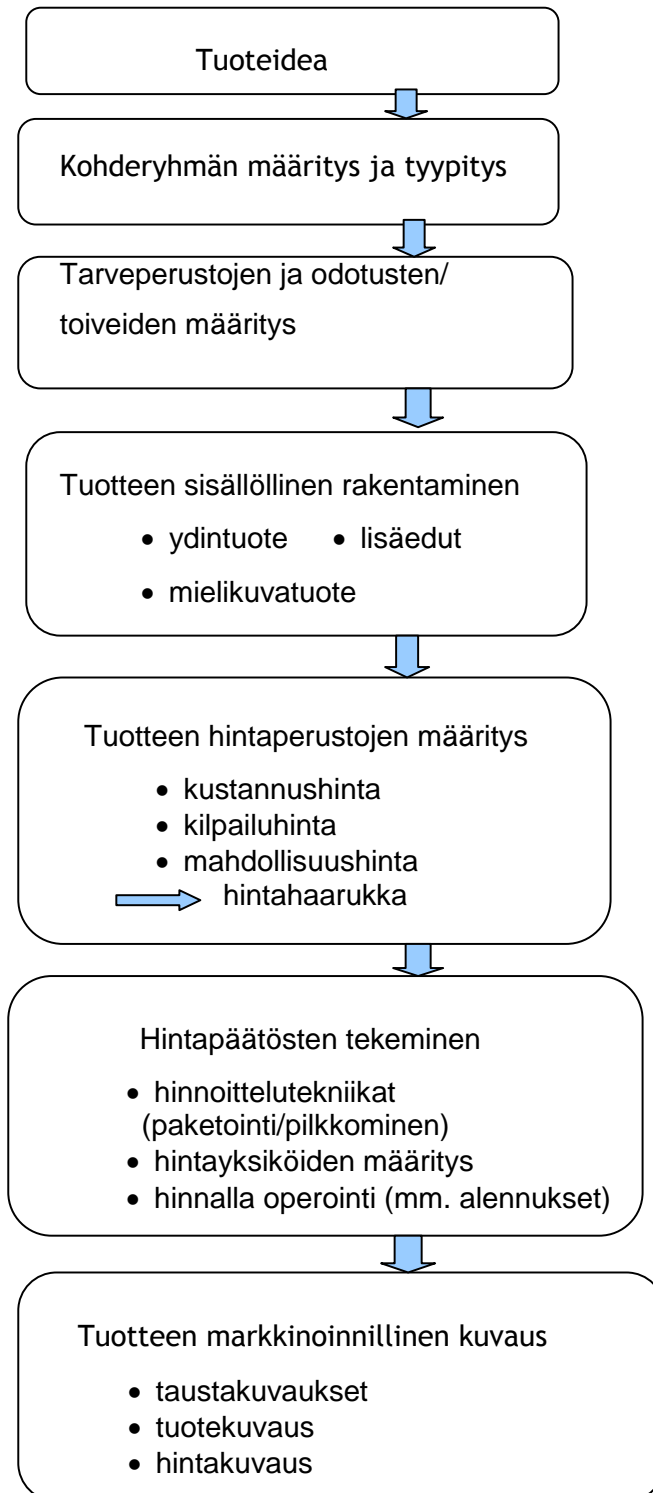 Tuoteidea
Kohderyhmän määritys ja tyypitys
Tarveperustojen ja odotusten/
toiveiden määritys
Tuotteen sisällöllinen rakentaminen
• ydintuote • lisäedut
• mielikuvatuote
Tuotteen hintaperustojen määritys
• kustannushinta
• kilpailuhinta
• mahdollisuushinta
hintahaarukka
Hintapäätösten tekeminen
• hinnoittelutekniikat
(paketointi/pilkkominen)
• hintayksiköiden määritys
• hinnalla operointi (mm. alennukset)
Tuotteen markkinoinnillinen kuvaus
• taustakuvaukset
• tuotekuvaus
• hintakuvaus